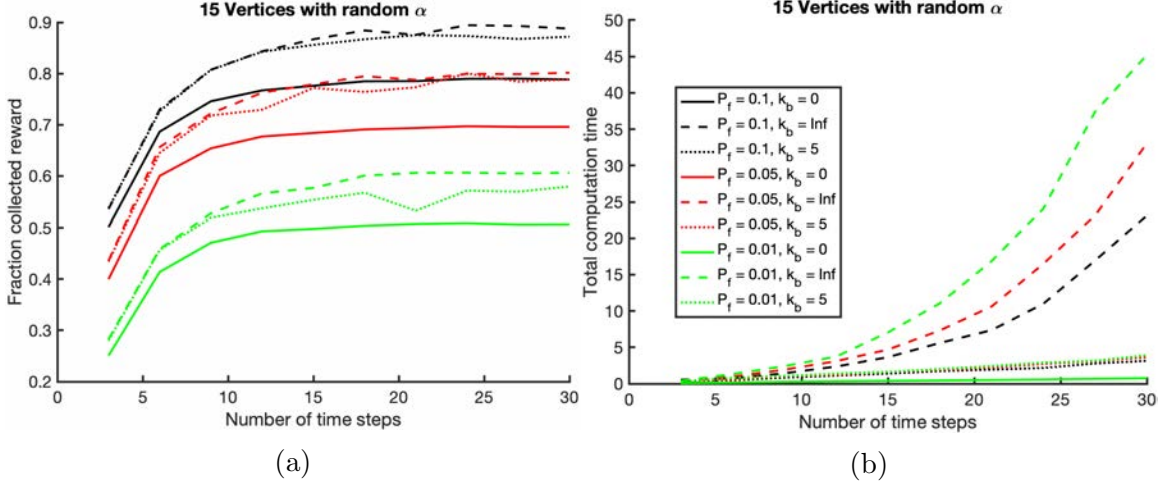 15 Vertices with random α
Fraction collected reward
0.9
0.8
0.7
0.6
0.5
0.4
0.3
0.2
0 5 10 15 20 25 30
Number of time steps
(a)
15 Vertices with random α
Total computation time
50
45
40
35
30
25
20
15
10
5
0
P_f = 0.1, k_b = 0
P_f = 0.1, k_b = Inf
P_f = 0.1, k_b = 5
P_f = 0.05, k_b = 0
P_f = 0.05, k_b = Inf
P_f = 0.05, k_b = 5
P_f = 0.01, k_b = 0
P_f = 0.01, k_b = Inf
P_f = 0.01, k_b = 5
0 5 10 15 20 25 30
Number of time steps
(b)